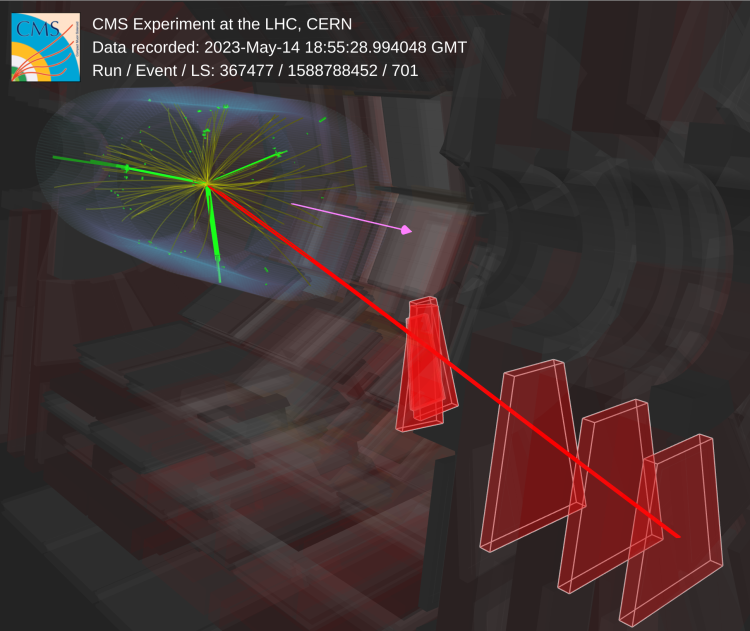 CMS
CMS Experiment at the LHC, CERN
Data recorded: 2023-May-14 18:55:28.994048 GMT
Run / Event / LS: 367477 / 1588788452 / 701